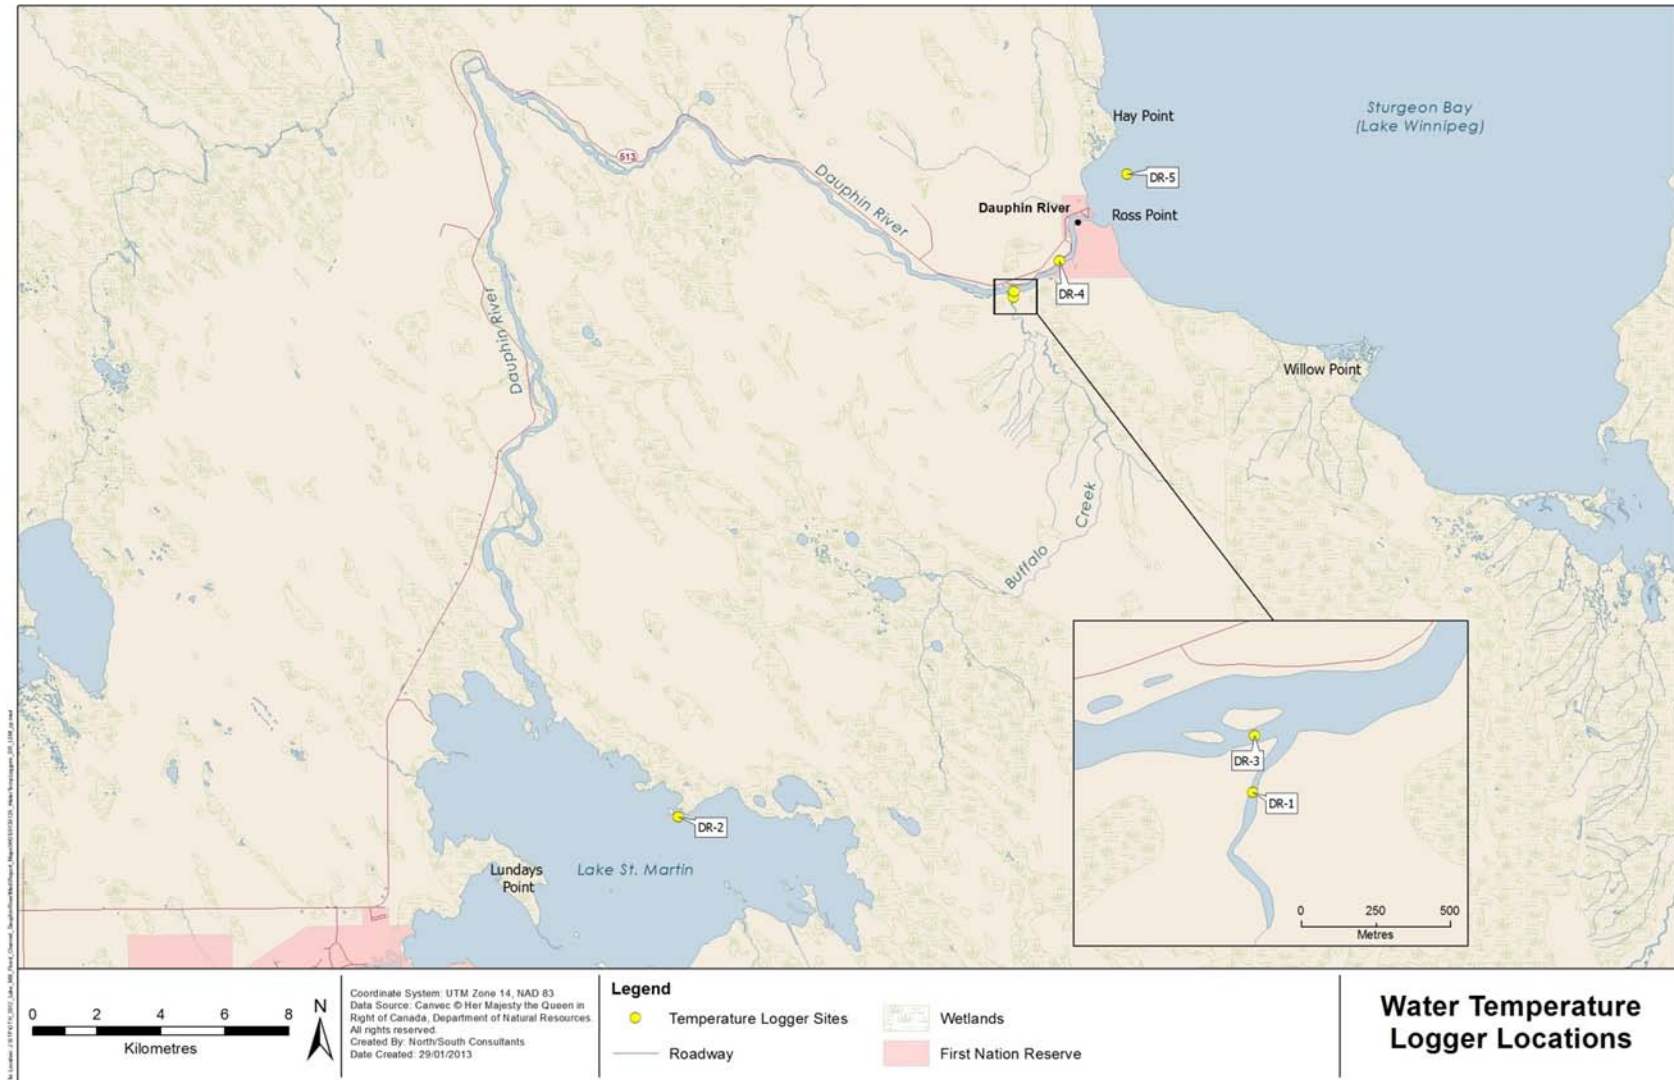 Hay Point
Sturgeon Bay
(Lake Winnipeg)
513
DR-5
Dauphin River
Dauphin River
Ross Point
DR-4
Dauphin River
Willow Point
Buffalo Creek
DR-3
DR-1
DR-2
Lundays
Point
Lake St. Martin
0 250 500
Metres
0 2 4 6 8
Kilometres
N
Coordinate System: UTM Zone 14, NAD 83
Data Source: Canvec © Her Majesty the Queen in
Right of Canada, Department of Natural Resources
All rights reserved.
Created By: North/South Consultants
Date Created: 29/01/2013
Legend
Temperature Logger Sites
Roadway
Wetlands
First Nation Reserve
Water Temperature
Logger Locations